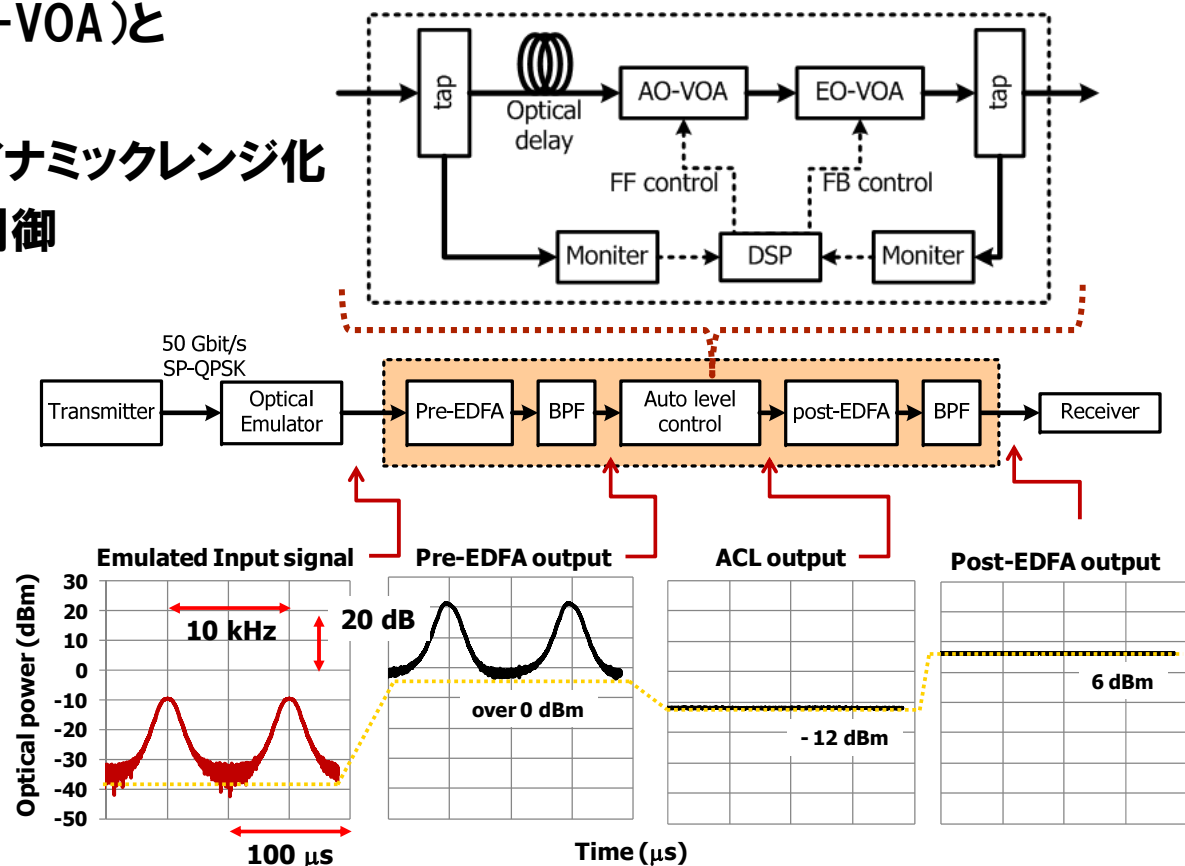 -VOA）と
イナミックレンジ化
制御
tap
Optical
delay
AO-VOA
EO-VOA
tap
FF control
FB control
Moniter
DSP
Moniter
50 Gbit/s
SP-QPSK
Transmitter
Optical
Emulator
Pre-EDFA
BPF
Auto level
control
post-EDFA
BPF
Receiver
Emulated Input signal
Pre-EDFA output
ACL output
Post-EDFA output
Optical power (dBm)
30
20
10
0
-10
-20
-30
-40
-50
10 kHz
20 dB
100 μs
over 0 dBm
- 12 dBm
6 dBm
Time (μs)